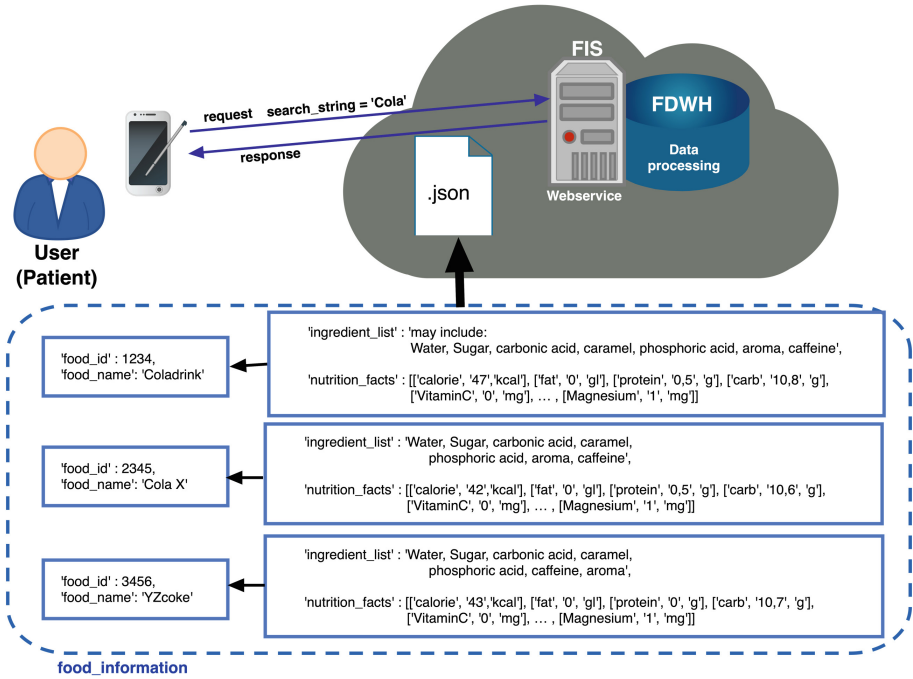 FIS
request search_string = 'Cola'
FDWH
response
Data
processing
.json
Webservice
User
(Patient)
'food_id' : 1234,
'food_name': 'Coladrink'
'ingredient_list' : 'may include:
Water, Sugar, carbonic acid, caramel, phosphoric acid, aroma, caffeine',
'nutrition_facts' : [['calorie', '47','kcal'], ['fat', '0', 'gl'], ['protein', '0,5', 'g'], ['carb', '10,8', 'g'],
['VitaminC', '0', 'mg'], … , [Magnesium', '1', 'mg']]
'food_id' : 2345,
'food_name': 'Cola X'
'ingredient_list' : 'Water, Sugar, carbonic acid, caramel,
phosphoric acid, aroma, caffeine',
'nutrition_facts' : [['calorie', '42','kcal'], ['fat', '0', 'gl'], ['protein', '0,5', 'g'], ['carb', '10,6', 'g'],
['VitaminC', '0', 'mg'], … , [Magnesium', '1', 'mg']]
'food_id' : 3456,
'food_name': 'YZcoke'
'ingredient_list' : 'Water, Sugar, carbonic acid, caramel,
phosphoric acid, caffeine, aroma',
'nutrition_facts' : [['calorie', '43','kcal'], ['fat', '0', 'gl'], ['protein', '0', 'g'], ['carb', '10,7', 'g'],
['VitaminC', '0', 'mg'], … , [Magnesium', '1', 'mg']]
food_information